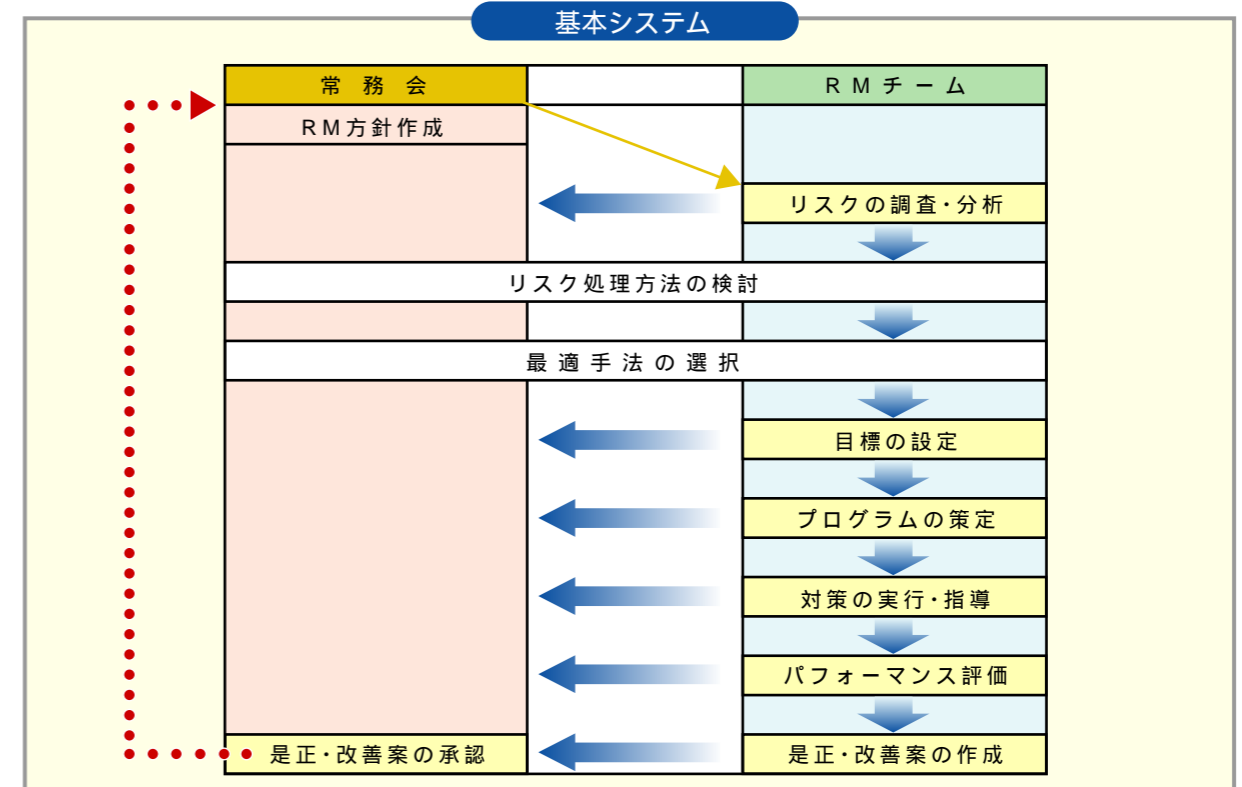 基本システム
常務会
RMチーム
RM方針作成
リスクの調査・分析
リスク処理方法の検討
最適手法の選択
目標の設定
プログラムの策定
対策の実行・指導
パフォーマンス評価
是正・改善案の承認
是正・改善案の作成